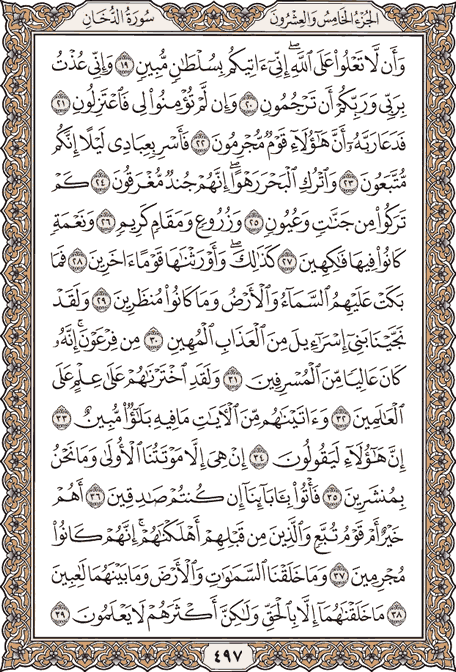 الجزء الخامس والعشرون
سورة الدخان
وَأَن لَّا تَعْلُوا۟ عَلَى ٱللَّهِ ۖ إِنِّىٓ ءَاتِيكُم بِسُلْطَـٰنٍ مُّبِينٍ ١٩ وَإِنِّى عُذْتُ
بِرَبِّى وَرَبِّكُمْ أَن تَرْجُمُونِ ٢٠ وَإِن لَّمْ تُؤْمِنُوا۟ لِى فَٱعْتَزِلُونِ ٢١
فَدَعَا رَبَّهُۥٓ أَنَّ هَـٰٓؤُلَآءِ قَوْمٌ مُّجْرِمُونَ ٢٢ فَأَسْرِ بِعِبَادِى لَيْلًا إِنَّكُم
مُّتَّبَعُونَ ٢٣ وَٱتْرُكِ ٱلْبَحْرَ رَهْوًا ۖ إِنَّهُمْ جُندٌ مُّغْرَقُونَ ٢٤ كَمْ
تَرَكُوا۟ مِن جَنَّـٰتٍ وَعُيُونٍ ٢٥ وَزُرُوعٍ وَمَقَامٍ كَرِيمٍ ٢٦ وَنَعْمَةٍ
كَانُوا۟ فِيهَا فَـٰكِهِينَ ٢٧ كَذَٰلِكَ ۖ وَأَوْرَثْنَـٰهَا قَوْمًا ءَاخَرِينَ ٢٨ فَمَا
بَكَتْ عَلَيْهِمُ ٱلسَّمَآءُ وَٱلْأَرْضُ وَمَا كَانُوا۟ مُنظَرِينَ ٢٩ وَلَقَدْ
نَجَّيْنَا بَنِىٓ إِسْرَٰٓءِيلَ مِنَ ٱلْعَذَابِ ٱلْمُهِينِ ٣٠ مِن فِرْعَوْنَ ۚ إِنَّهُۥ
كَانَ عَالِيًا مِّنَ ٱلْمُسْرِفِينَ ٣١ وَلَقَدِ ٱخْتَرْنَـٰهُمْ عَلَىٰ عِلْمٍ عَلَى
ٱلْعَـٰلَمِينَ ٣٢ وَءَاتَيْنَـٰهُم مِّنَ ٱلْـَٔايَـٰتِ مَا فِيهِ بَلَـٰٓؤٌا۟ مُّبِينٌ ٣٣
إِنَّ هَـٰٓؤُلَآءِ لَيَقُولُونَ ٣٤ إِنْ هِىَ إِلَّا مَوْتَتُنَا ٱلْأُولَىٰ وَمَا نَحْنُ
بِمُنشَرِينَ ٣٥ فَأْتُوا۟ بِـَٔابَآئِنَآ إِن كُنتُمْ صَـٰدِقِينَ ٣٦ أَهُمْ
خَيْرٌ أَمْ قَوْمُ تُبَّعٍ وَٱلَّذِينَ مِن قَبْلِهِمْ ۚ أَهْلَكْنَـٰهُمْ ۖ إِنَّهُمْ كَانُوا۟
مُجْرِمِينَ ٣٧ وَمَا خَلَقْنَا ٱلسَّمَـٰوَٰتِ وَٱلْأَرْضَ وَمَا بَيْنَهُمَا لَـٰعِبِينَ
٣٨ مَا خَلَقْنَـٰهُمَآ إِلَّا بِٱلْحَقِّ وَلَـٰكِنَّ أَكْثَرَهُمْ لَا يَعْلَمُونَ ٣٩
٤٩٧